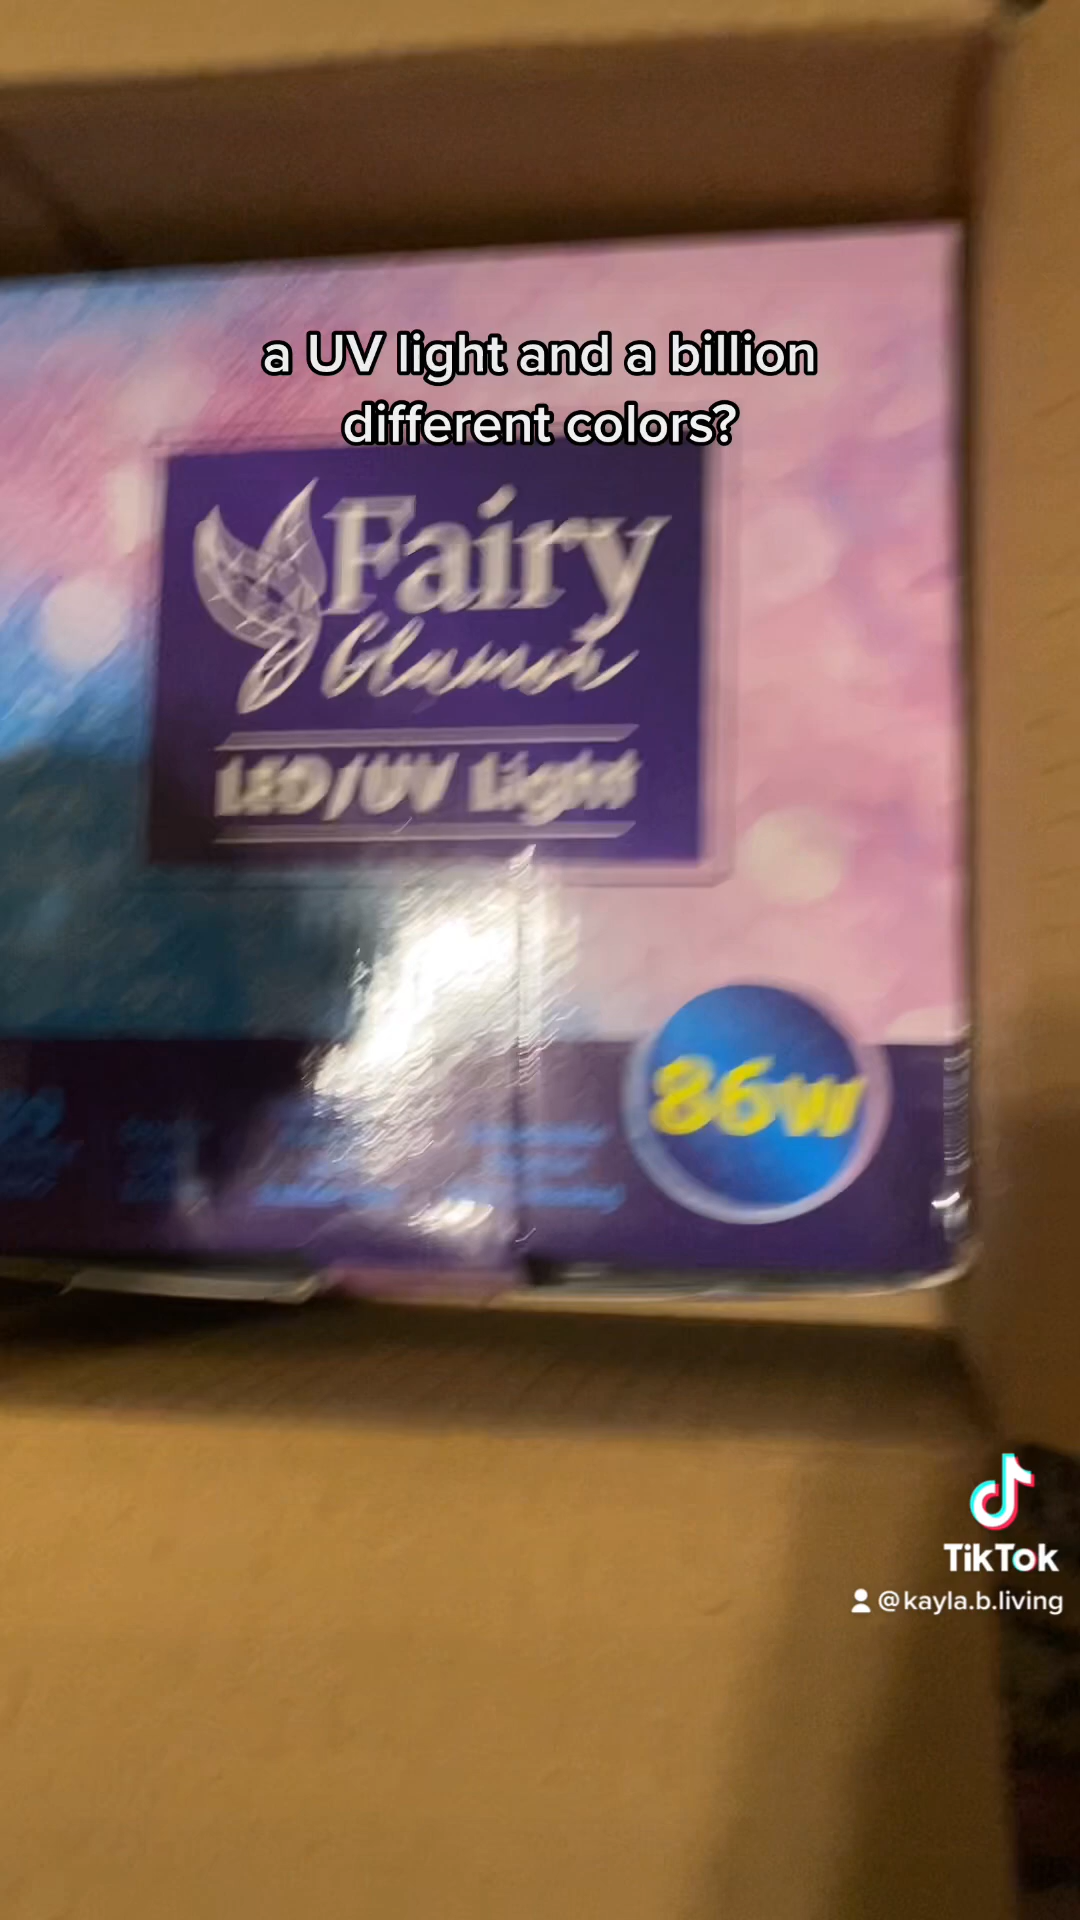 a UV light and a billion
different colors?
Fairy
Glamor
LED/UV Light
86W
TikTok
@kayla.b.living